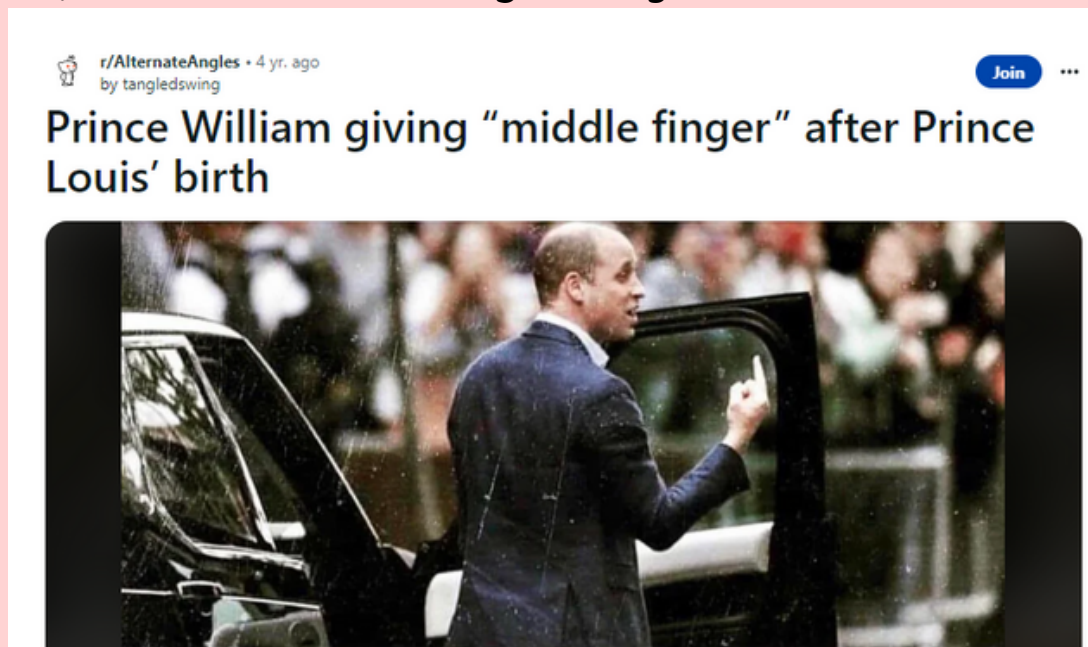 r/AlternateAngles • 4 yr. ago
by tangledswing
Join
Prince William giving “middle finger” after Prince
Louis’ birth